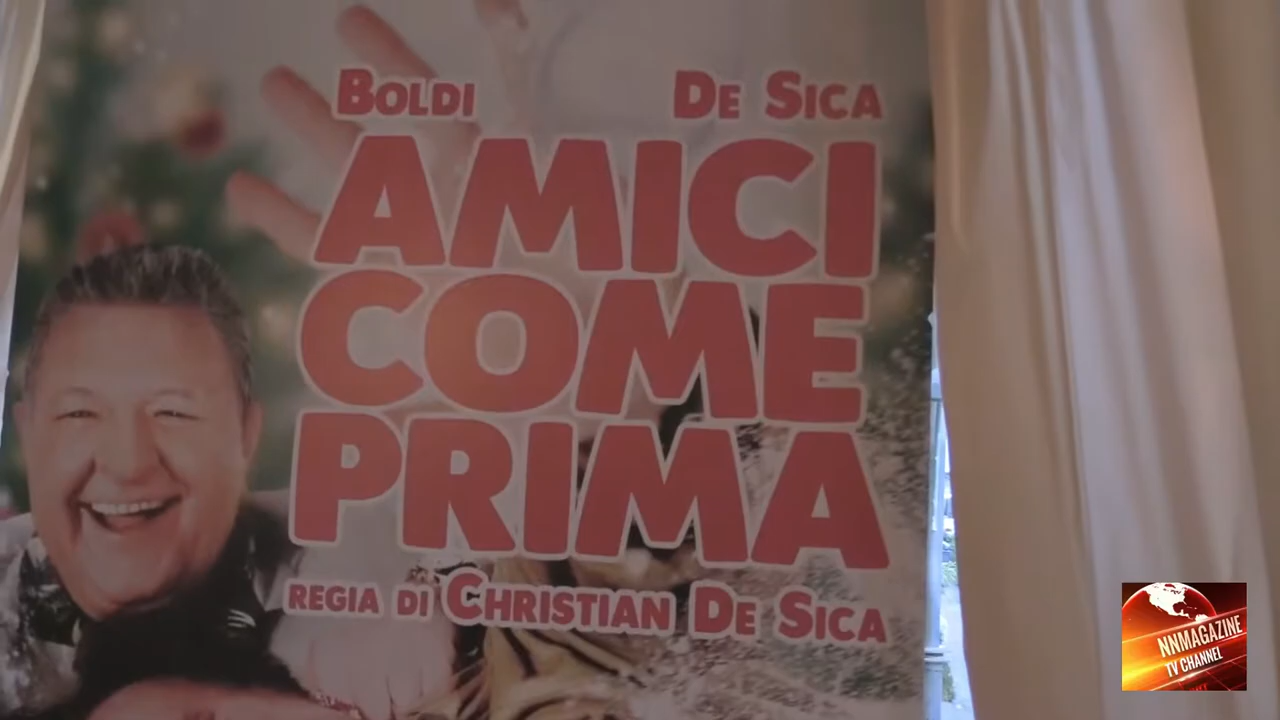 BOLDI DE SICA
AMICI
COME
PRIMA
REGIA DI CHRISTIAN DE SICA
NNMAGAZINE
TV CHANNEL